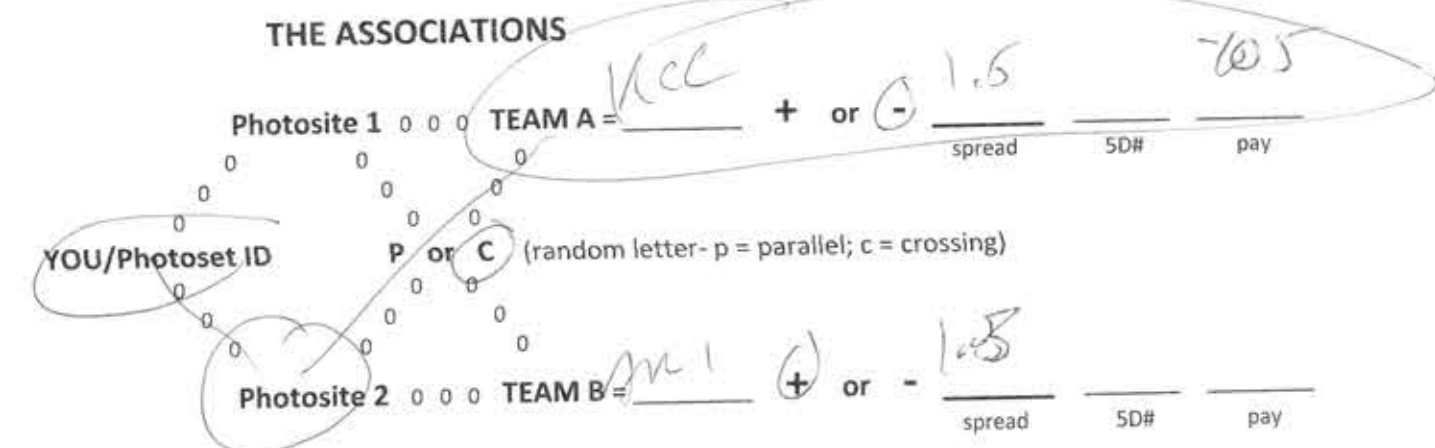 THE ASSOCIATIONS
Photosite 1 0 0 0 TEAM A = KCC + or - 1.5 -105
spread 5D# pay
YOU/Photoset ID P or C (random letter- p = parallel; c = crossing)
Photosite 2 0 0 0 TEAM B = + or - 1.5
spread 5D# pay